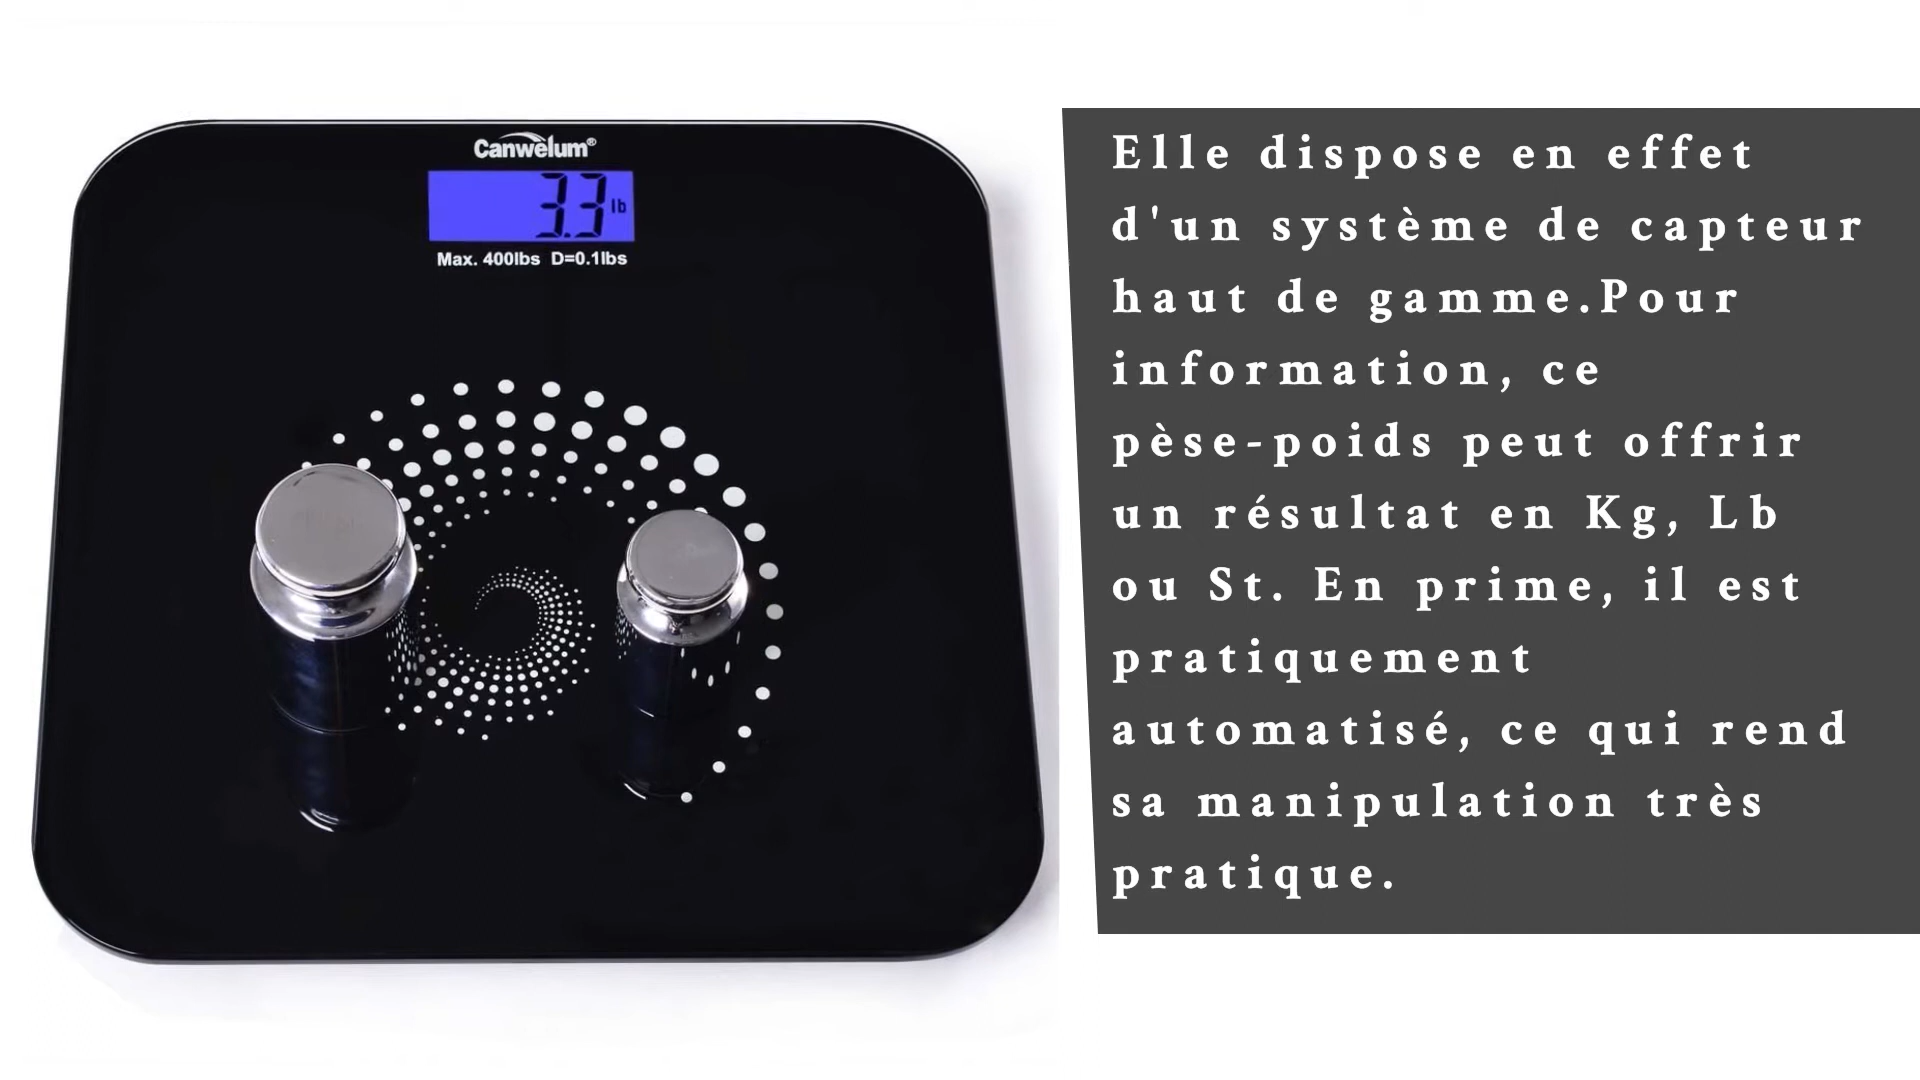 Canwelum®
3.3 lb
Max. 400lbs D=0.1lbs
Elle dispose en effet
d'un système de capteur
haut de gamme.Pour
information, ce
pèse-poids peut offrir
un résultat en Kg, Lb
ou St. En prime, il est
pratiquement
automatisé, ce qui rend
sa manipulation très
pratique.